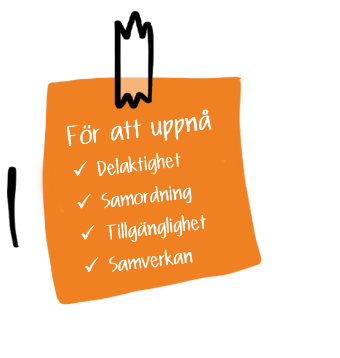 För att uppnå
✓ Delaktighet
✓ Samordning
✓ Tillgänglighet
✓ Samverkan